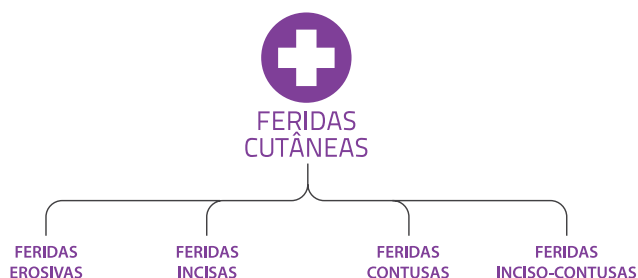 FERIDAS
CUTÂNEAS
FERIDAS
EROSIVAS
FERIDAS
INCISAS
FERIDAS
CONTUSAS
FERIDAS
INCISO-CONTUSAS